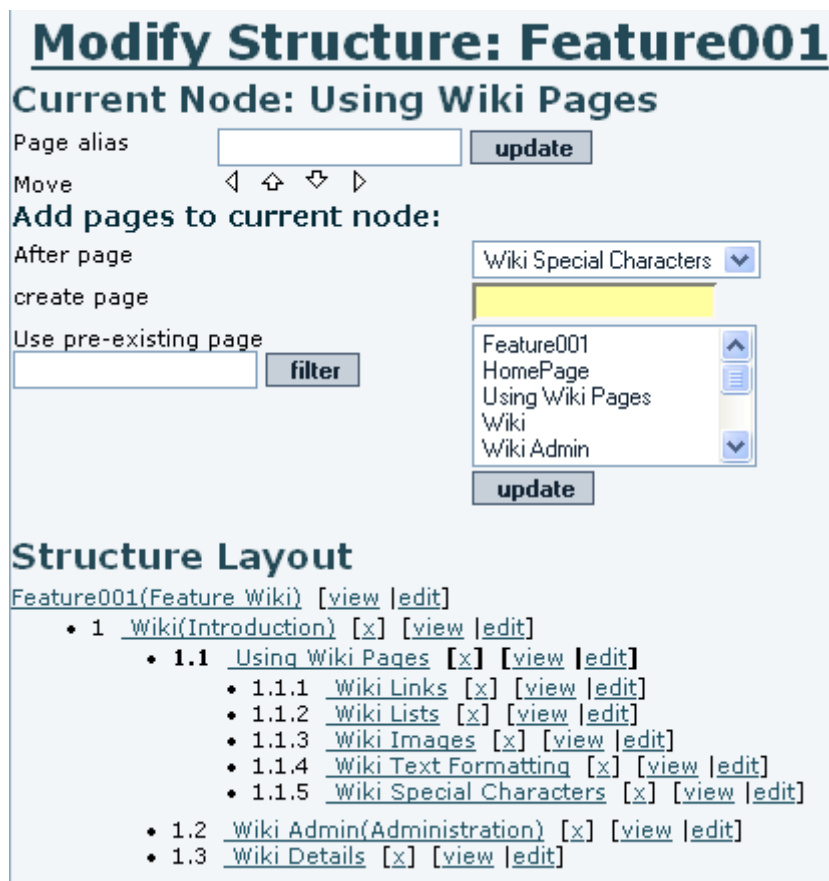 Modify Structure: Feature001
Current Node: Using Wiki Pages
Page alias
update
Move
Add pages to current node:
After page
Wiki Special Characters
create page
Use pre-existing page
filter
Feature001
HomePage
Using Wiki Pages
Wiki
Wiki Admin
update
Structure Layout
Feature001(Feature Wiki) [view |edit]
• 1 Wiki(Introduction) [x] [view |edit]
• 1.1 Using Wiki Pages [x] [view |edit]
• 1.1.1 Wiki Links [x] [view |edit]
• 1.1.2 Wiki Lists [x] [view |edit]
• 1.1.3 Wiki Images [x] [view |edit]
• 1.1.4 Wiki Text Formatting [x] [view |edit]
• 1.1.5 Wiki Special Characters [x] [view |edit]
• 1.2 Wiki Admin(Administration) [x] [view |edit]
• 1.3 Wiki Details [x] [view |edit]